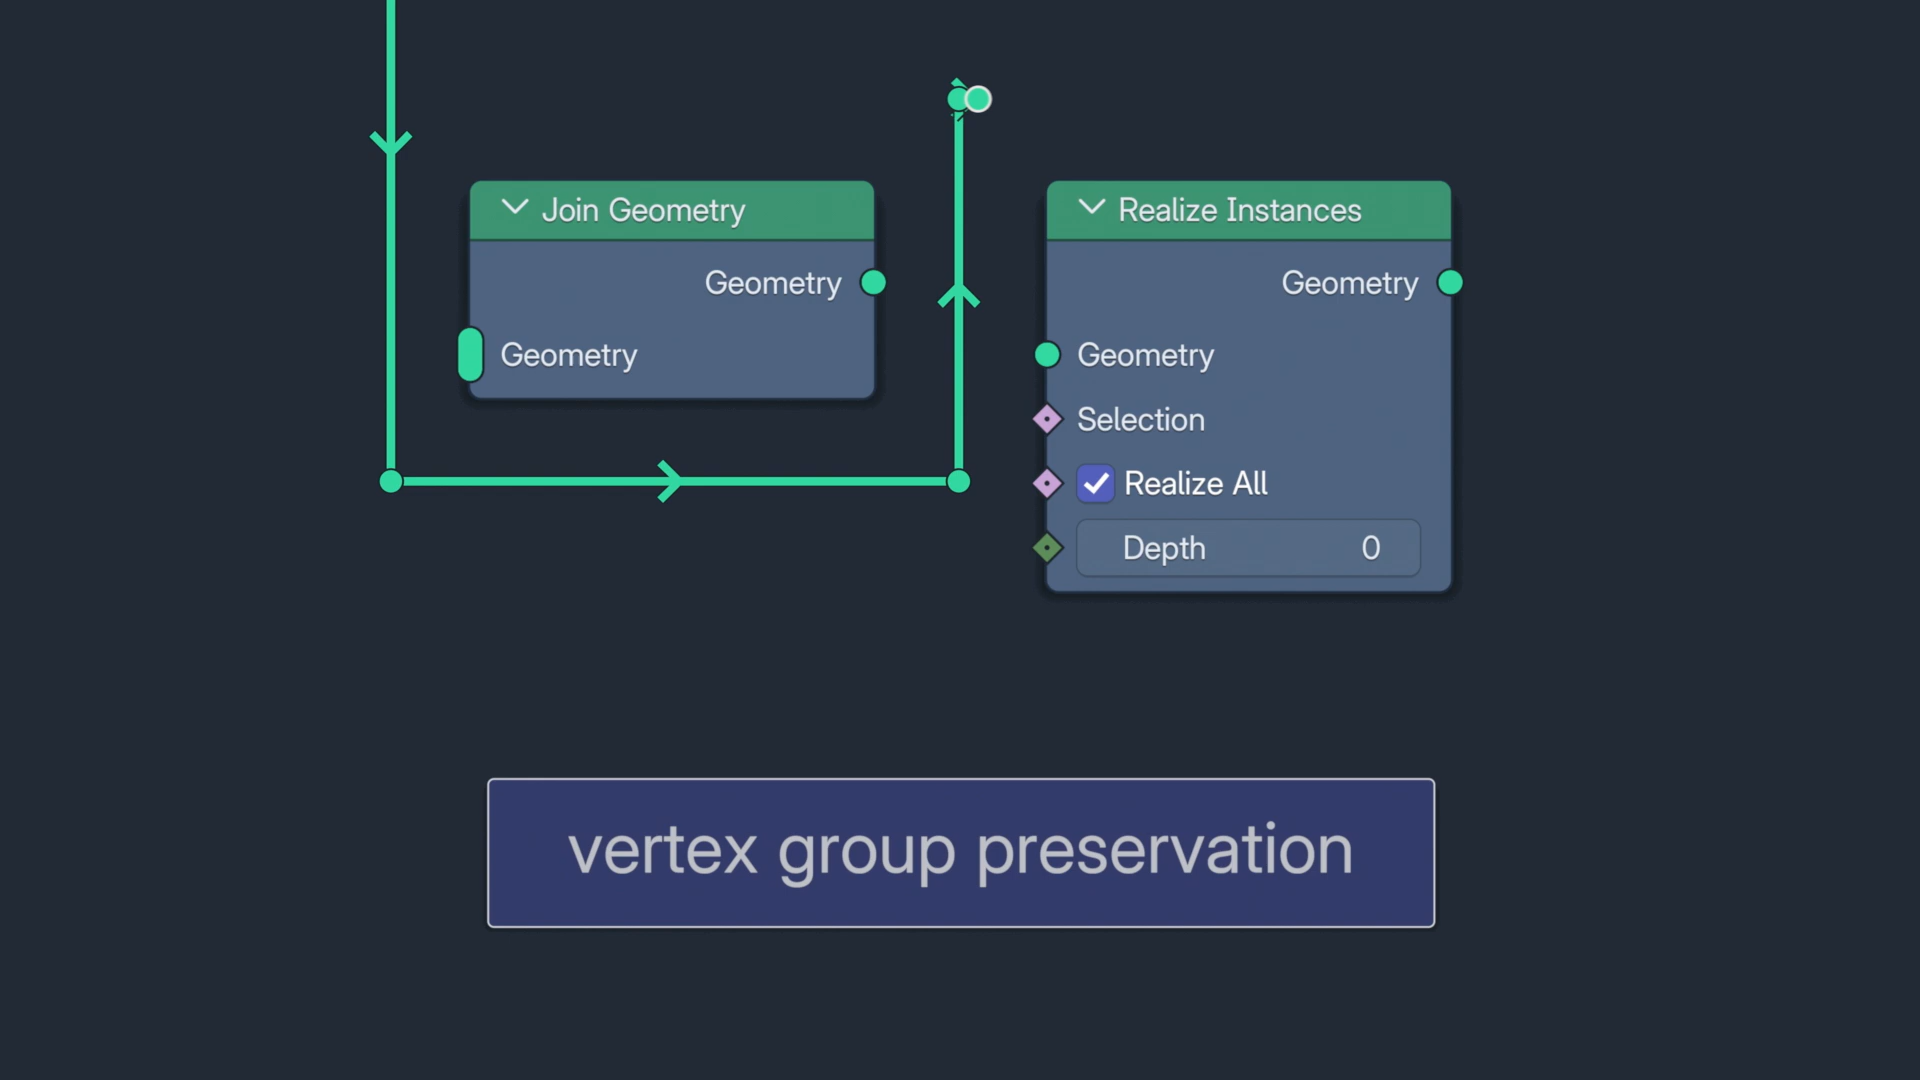 Join Geometry
Geometry
Geometry
Realize Instances
Geometry
Geometry
Selection
Realize All
Depth 0
vertex group preservation